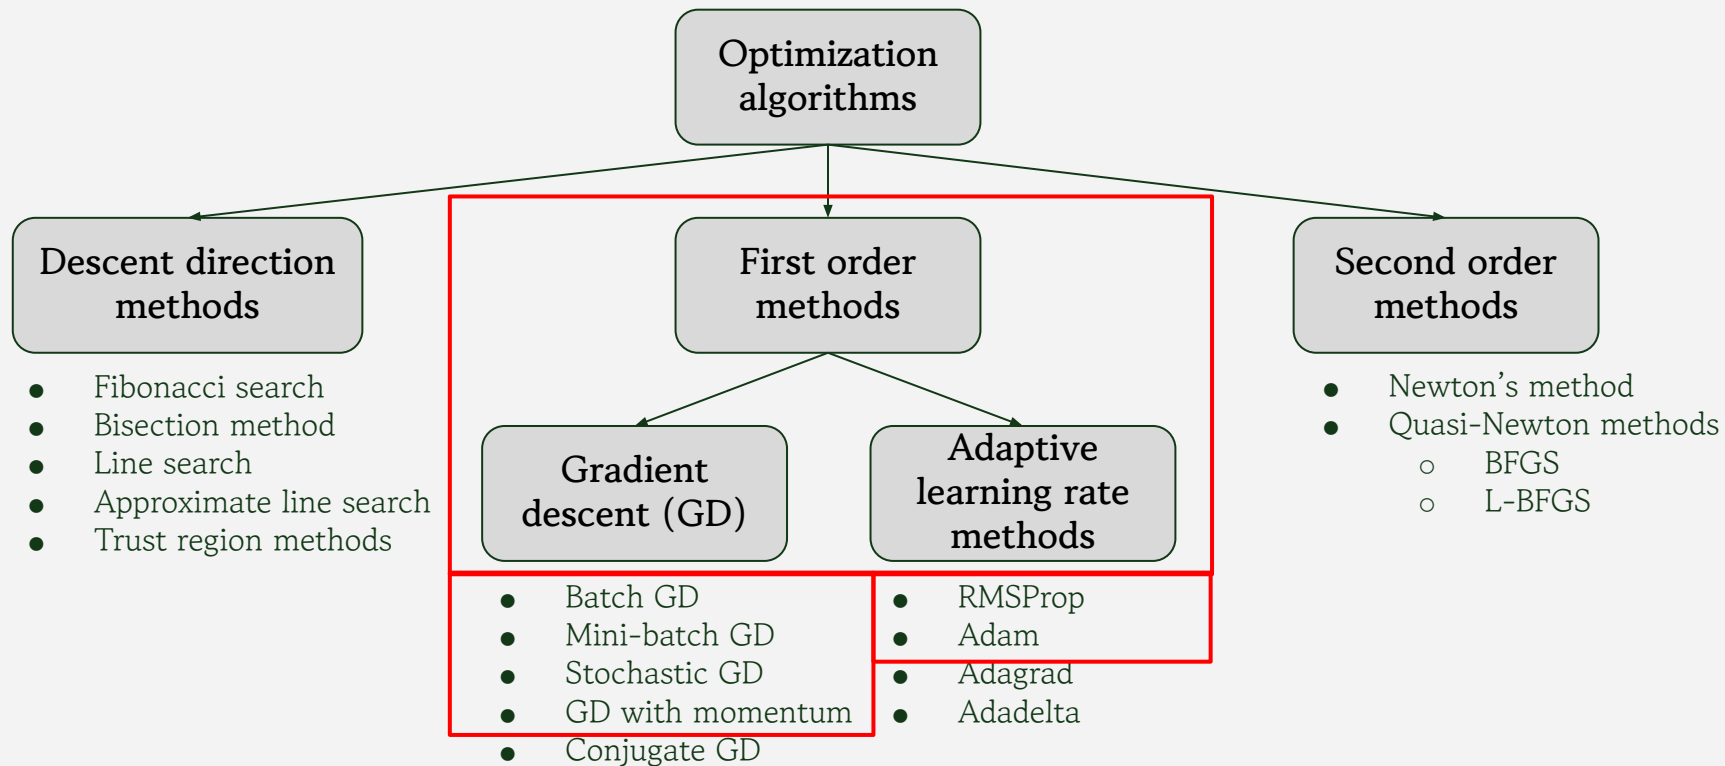 Optimization
algorithms
Descent direction
methods
First order
methods
Second order
methods
● Fibonacci search
● Bisection method
● Line search
● Approximate line search
● Trust region methods
● Newton’s method
● Quasi-Newton methods
○ BFGS
○ L-BFGS
Gradient
descent (GD)
Adaptive
learning rate
methods
● Batch GD
● Mini-batch GD
● Stochastic GD
● GD with momentum
● Conjugate GD
● RMSProp
● Adam
● Adagrad
● Adadelta